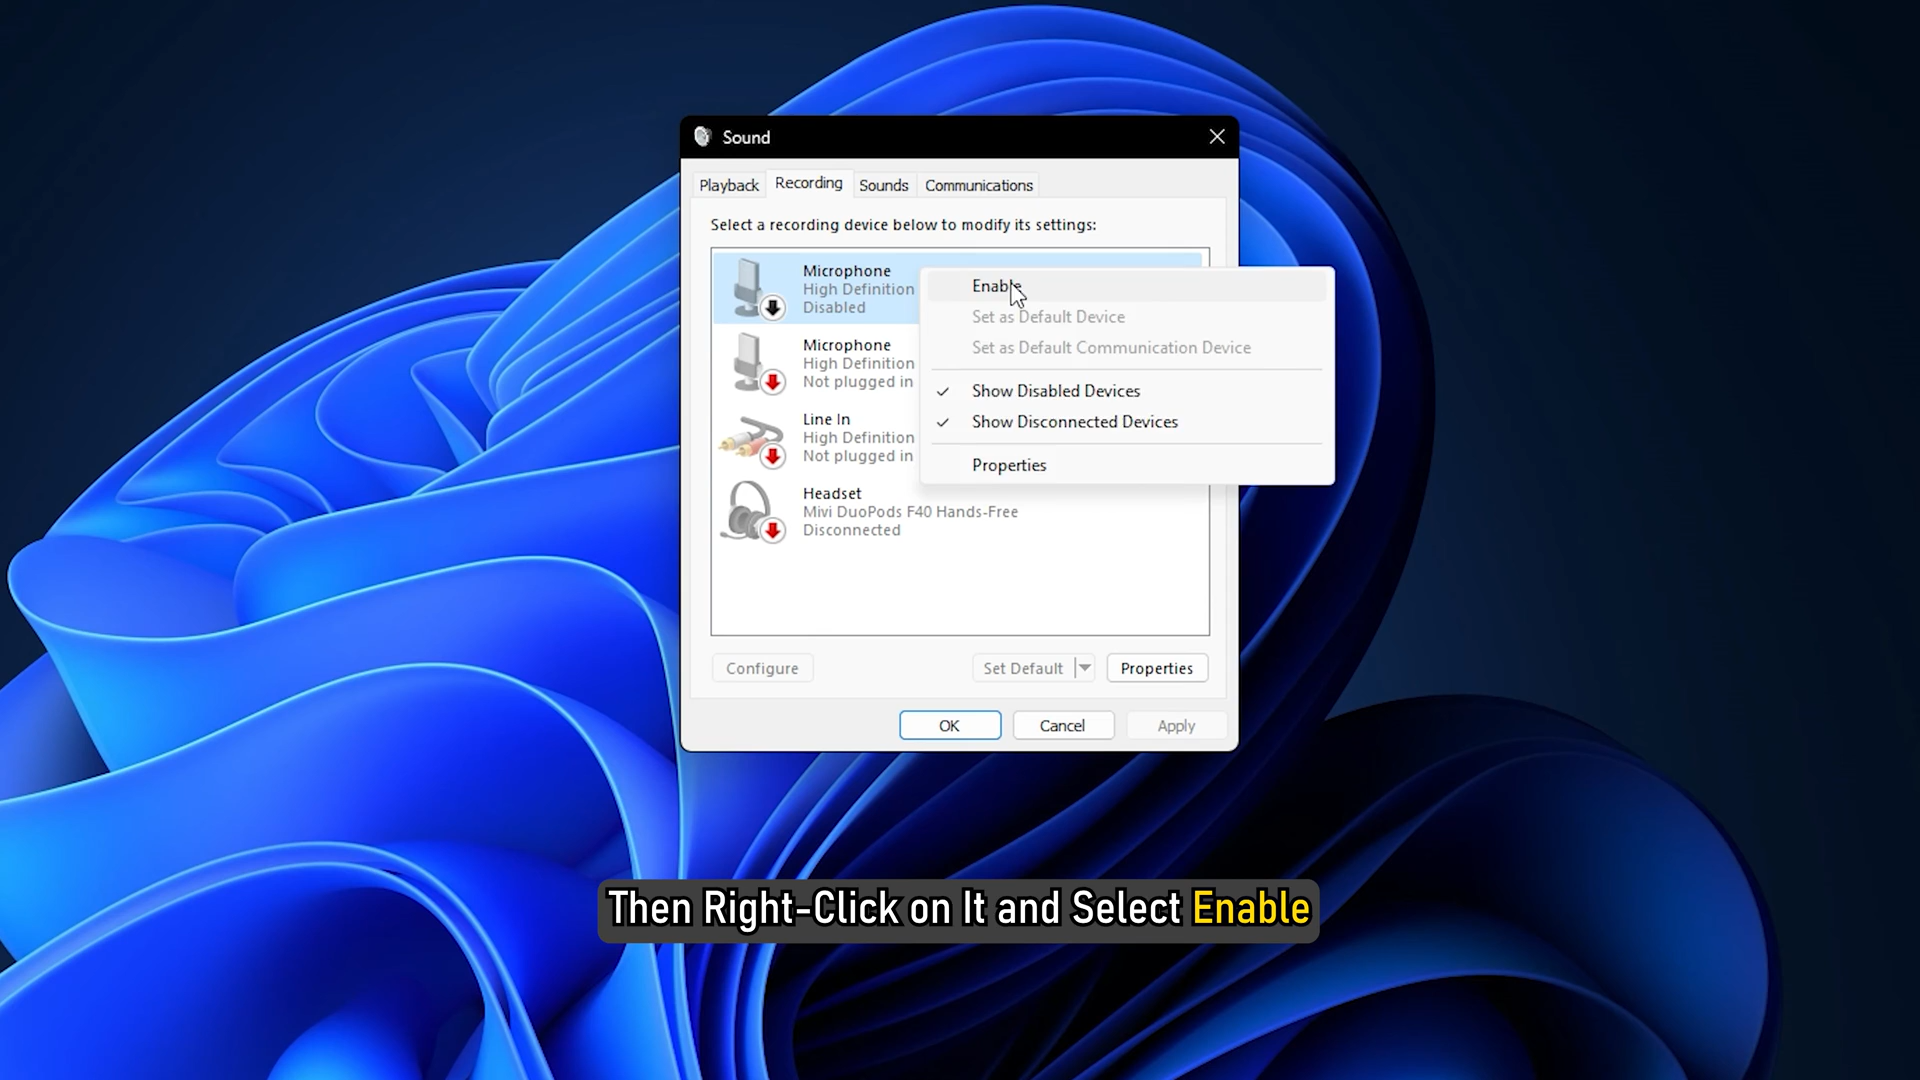 Sound
Playback
Recording
Sounds
Communications
Select a recording device below to modify its settings:
Microphone
High Definition
Disabled
Microphone
High Definition
Not plugged in
Line In
High Definition
Not plugged in
Headset
Mivi DuoPods F40 Hands-Free
Disconnected
Enable
Set as Default Device
Set as Default Communication Device
Show Disabled Devices
Show Disconnected Devices
Properties
Configure
Set Default
Properties
OK
Cancel
Apply
Then Right-Click on It and Select Enable